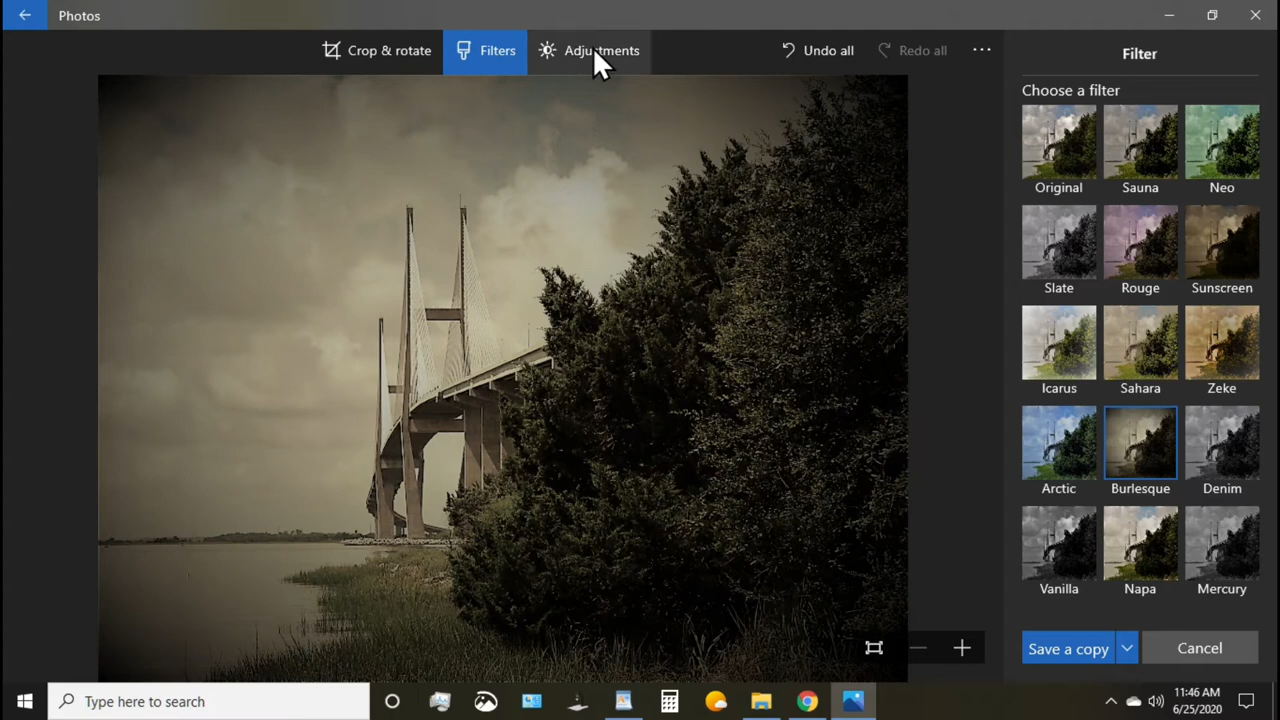 Photos
Crop & rotate
Filters
Adjustments
Undo all
Redo all
Filter
Choose a filter
Original
Sauna
Neo
Slate
Rouge
Sunscreen
Icarus
Sahara
Zeke
Arctic
Burlesque
Denim
Vanilla
Napa
Mercury
Save a copy
Cancel
Type here to search
11:46 AM
6/25/2020